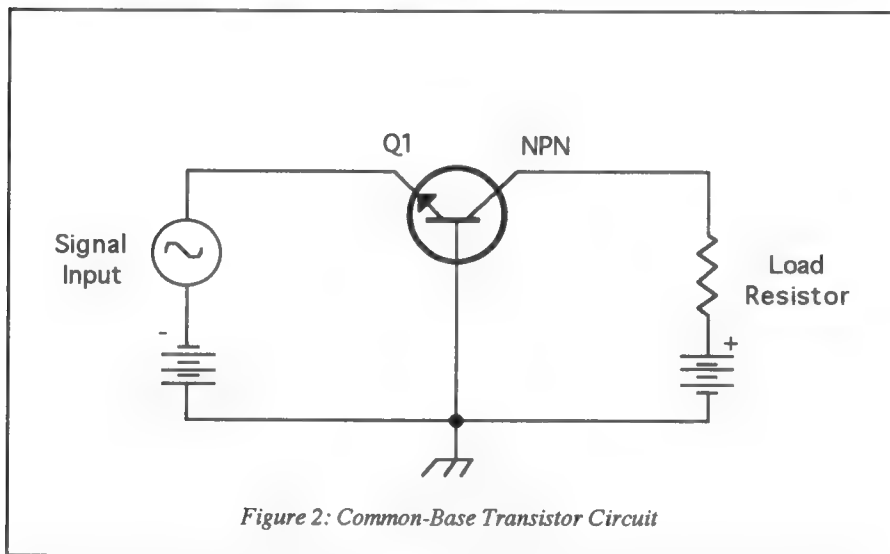 Q1
NPN
Signal
Input
Load
Resistor
-
+
Figure 2: Common-Base Transistor Circuit